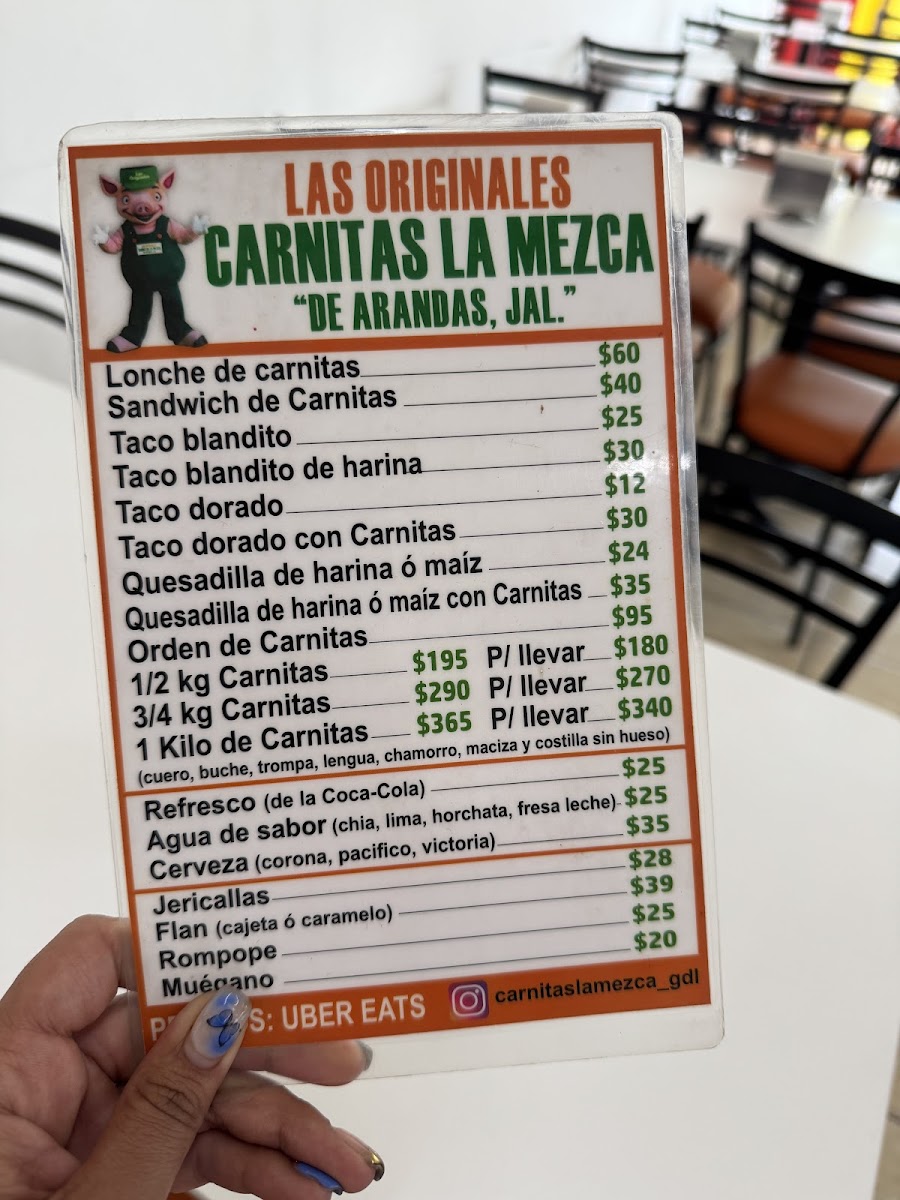 LAS ORIGINALES
CARNITAS LA MEZCA
"DE ARANDAS, JAL."
Lonche de carnitas $60
Sandwich de Carnitas $40
Taco blandito $25
Taco blandito de harina $30
Taco dorado $12
Taco dorado con Carnitas $30
Quesadilla de harina ó maíz $24
Quesadilla de harina ó maíz con Carnitas $35
Orden de Carnitas $95
1/2 kg Carnitas $195 P/ llevar $180
3/4 kg Carnitas $290 P/ llevar $270
1 Kilo de Carnitas $365 P/ llevar $340
(cuero, buche, trompa, lengua, chamorro, maciza y costilla sin hueso)
Refresco (de la Coca-Cola) $25
Agua de sabor (chia, lima, horchata, fresa leche) $25
Cerveza (corona, pacifico, victoria) $35
Jericallas $28
Flan (cajeta ó caramelo) $39
Rompope $25
Muégano $20
UBER EATS carnitaslamezca_gdl